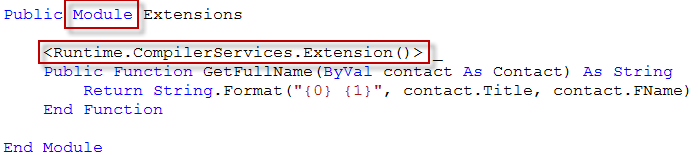 Public Module Extensions
<Runtime.CompilerServices.Extension()> _
Public Function GetFullName(ByVal contact As Contact) As String
Return String.Format("{0} {1}", contact.Title, contact.FName)
End Function
End Module